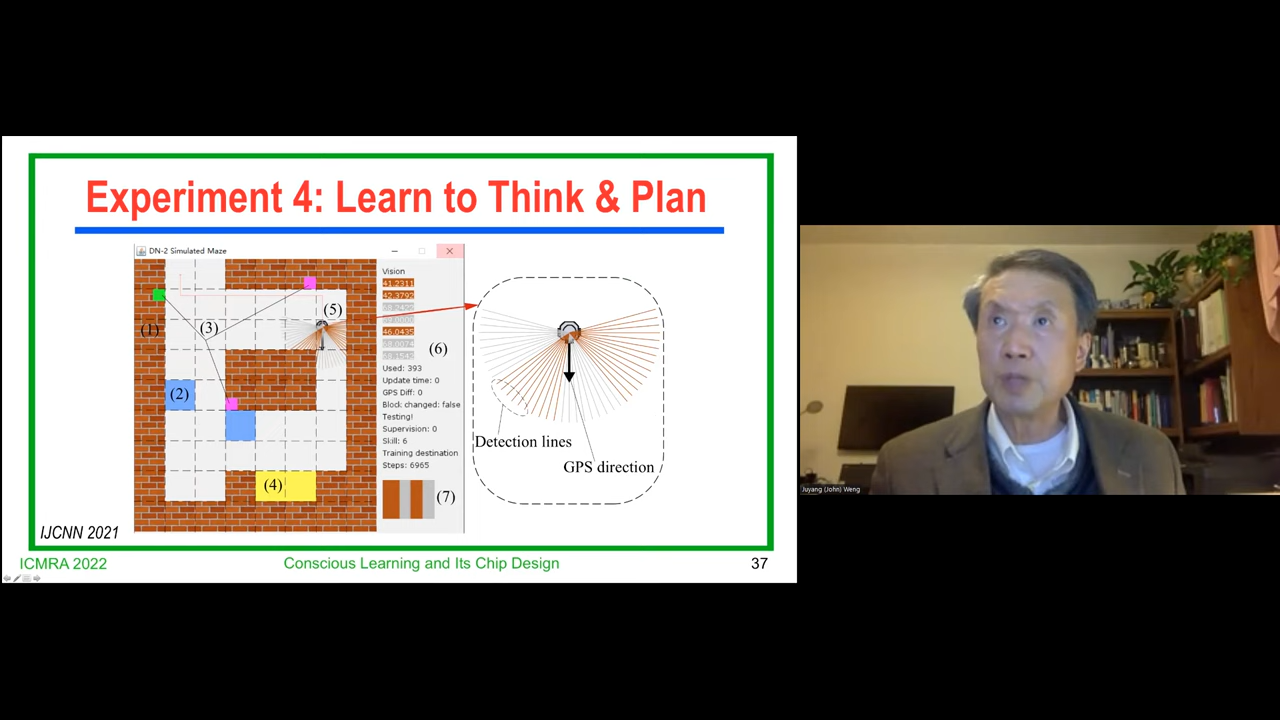 Experiment 4: Learn to Think & Plan
DN-2 Simulated Maze
Vision
41.2311
42.3792
46.0435
(1)
(2)
(3)
(4)
(5)
(6)
(7)
Used: 393
Update time: 0
GPS Diff: 0
Block changed: false
Testing!
Supervision: 0
Skill: 6
Training destination
Steps: 6965
Detection lines
GPS direction
IJCNN 2021
ICMRA 2022
Conscious Learning and Its Chip Design
37
Juyang (John) Weng